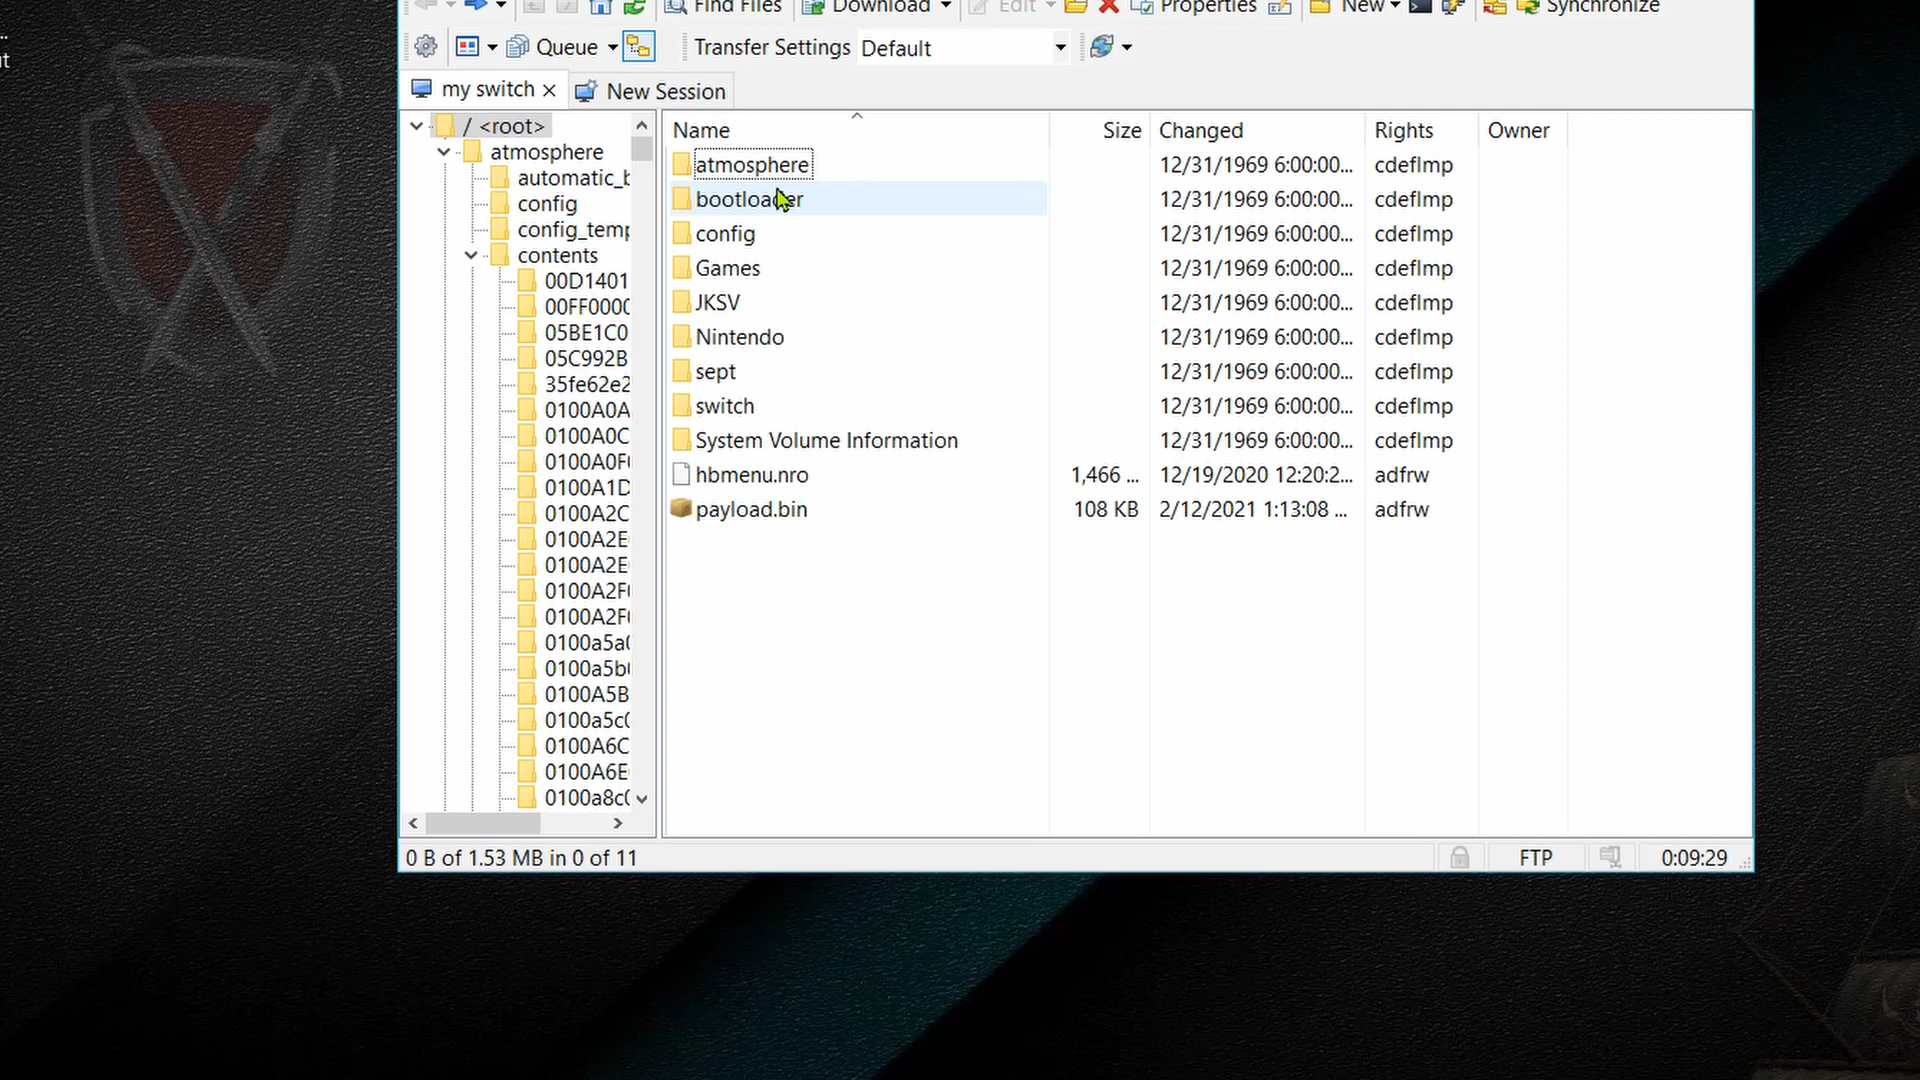 Find Files Download Edit Properties New Synchronize
Queue Transfer Settings Default
my switch New Session
/ <root>
atmosphere
automatic_b
config
config_temp
contents
00D1401
00FF0000
05BE1C0
05C992B
35fe62e2
0100A0A
0100A0C
0100A0F
0100A1D
0100A2C
0100A2E
0100A2E
0100A2F
0100A2F
0100a5a0
0100a5b
0100A5B
0100a5c0
0100A6C
0100A6E
0100a8c0
Name Size Changed Rights Owner
atmosphere 12/31/1969 6:00:00... cdeflmp
bootloader 12/31/1969 6:00:00... cdeflmp
config 12/31/1969 6:00:00... cdeflmp
Games 12/31/1969 6:00:00... cdeflmp
JKSV 12/31/1969 6:00:00... cdeflmp
Nintendo 12/31/1969 6:00:00... cdeflmp
sept 12/31/1969 6:00:00... cdeflmp
switch 12/31/1969 6:00:00... cdeflmp
System Volume Information 12/31/1969 6:00:00... cdeflmp
hbmenu.nro 1,466 ... 12/19/2020 12:20:2... adfrw
payload.bin 108 KB 2/12/2021 1:13:08 ... adfrw
0 B of 1.53 MB in 0 of 11 FTP 0:09:29